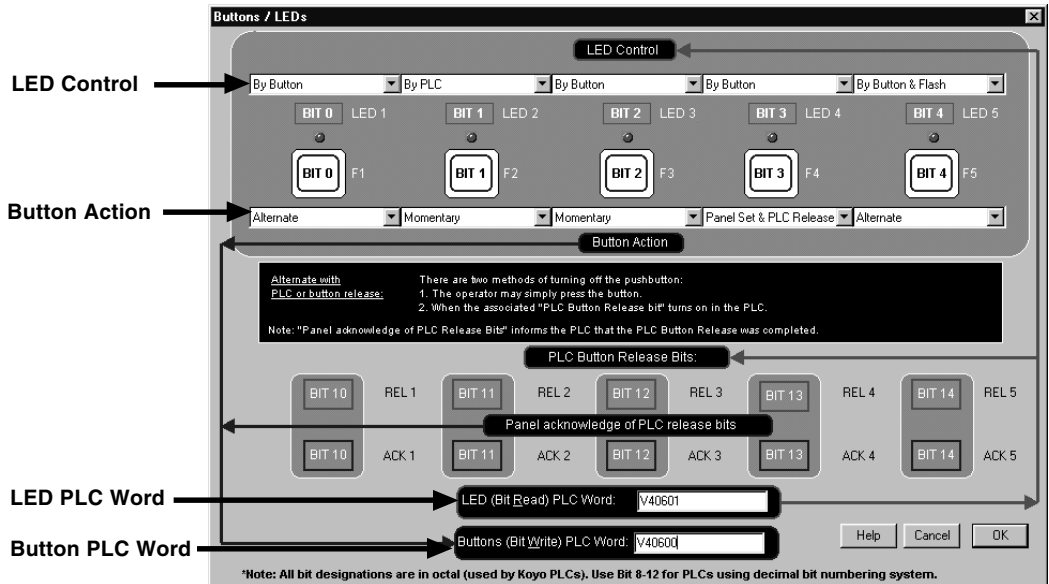 Buttons / LEDs
LED Control
LED Control
By Button By PLC By Button By Button By Button & Flash
BIT 0 LED 1 BIT 1 LED 2 BIT 2 LED 3 BIT 3 LED 4 BIT 4 LED 5
BIT 0 F1 BIT 1 F2 BIT 2 F3 BIT 3 F4 BIT 4 F5
Button Action
Alternate Momentary Momentary Panel Set & PLC Release Alternate
Button Action
Alternate with There are two methods of turning off the pushbutton:
PLC or button release: 1. The operator may simply press the button.
2. When the associated "PLC Button Release bit" turns on in the PLC.
Note: "Panel acknowledge of PLC Release Bits" informs the PLC that the PLC Button Release was completed.
PLC Button Release Bits:
BIT 10 REL 1 BIT 11 REL 2 BIT 12 REL 3 BIT 13 REL 4 BIT 14 REL 5
Panel acknowledge of PLC release bits
BIT 10 ACK 1 BIT 11 ACK 2 BIT 12 ACK 3 BIT 13 ACK 4 BIT 14 ACK 5
LED PLC Word
LED (Bit Read) PLC Word: V40601
Button PLC Word
Buttons (Bit Write) PLC Word: V40600
Help Cancel OK
*Note: All bit designations are in octal (used by Koyo PLCs). Use Bit 8-12 for PLCs using decimal bit numbering system.